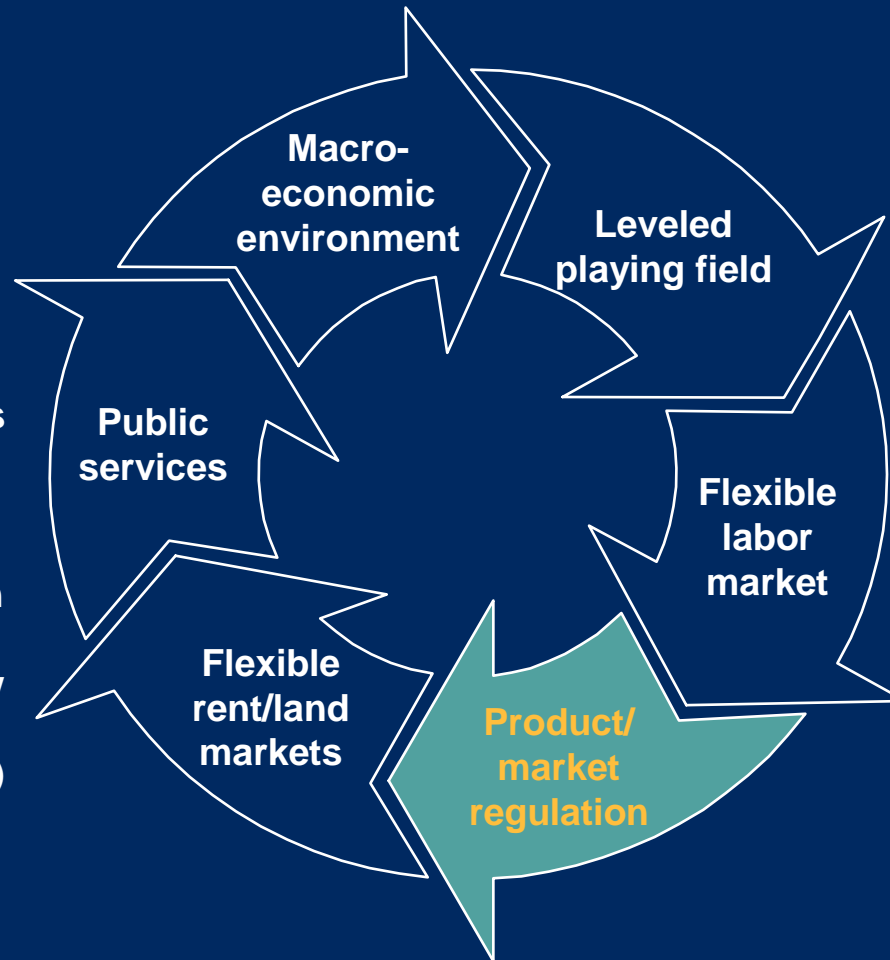 Macro-
economic
environment
Leveled
playing field
Public
services
Flexible
labor
market
Flexible
rent/land
markets
Product/
market
regulation